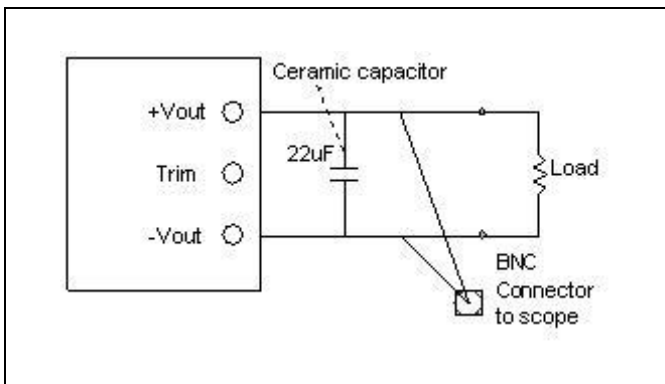 Ceramic capacitor
+Vout
22uF
Trim
Load
-Vout
BNC
Connector
to scope